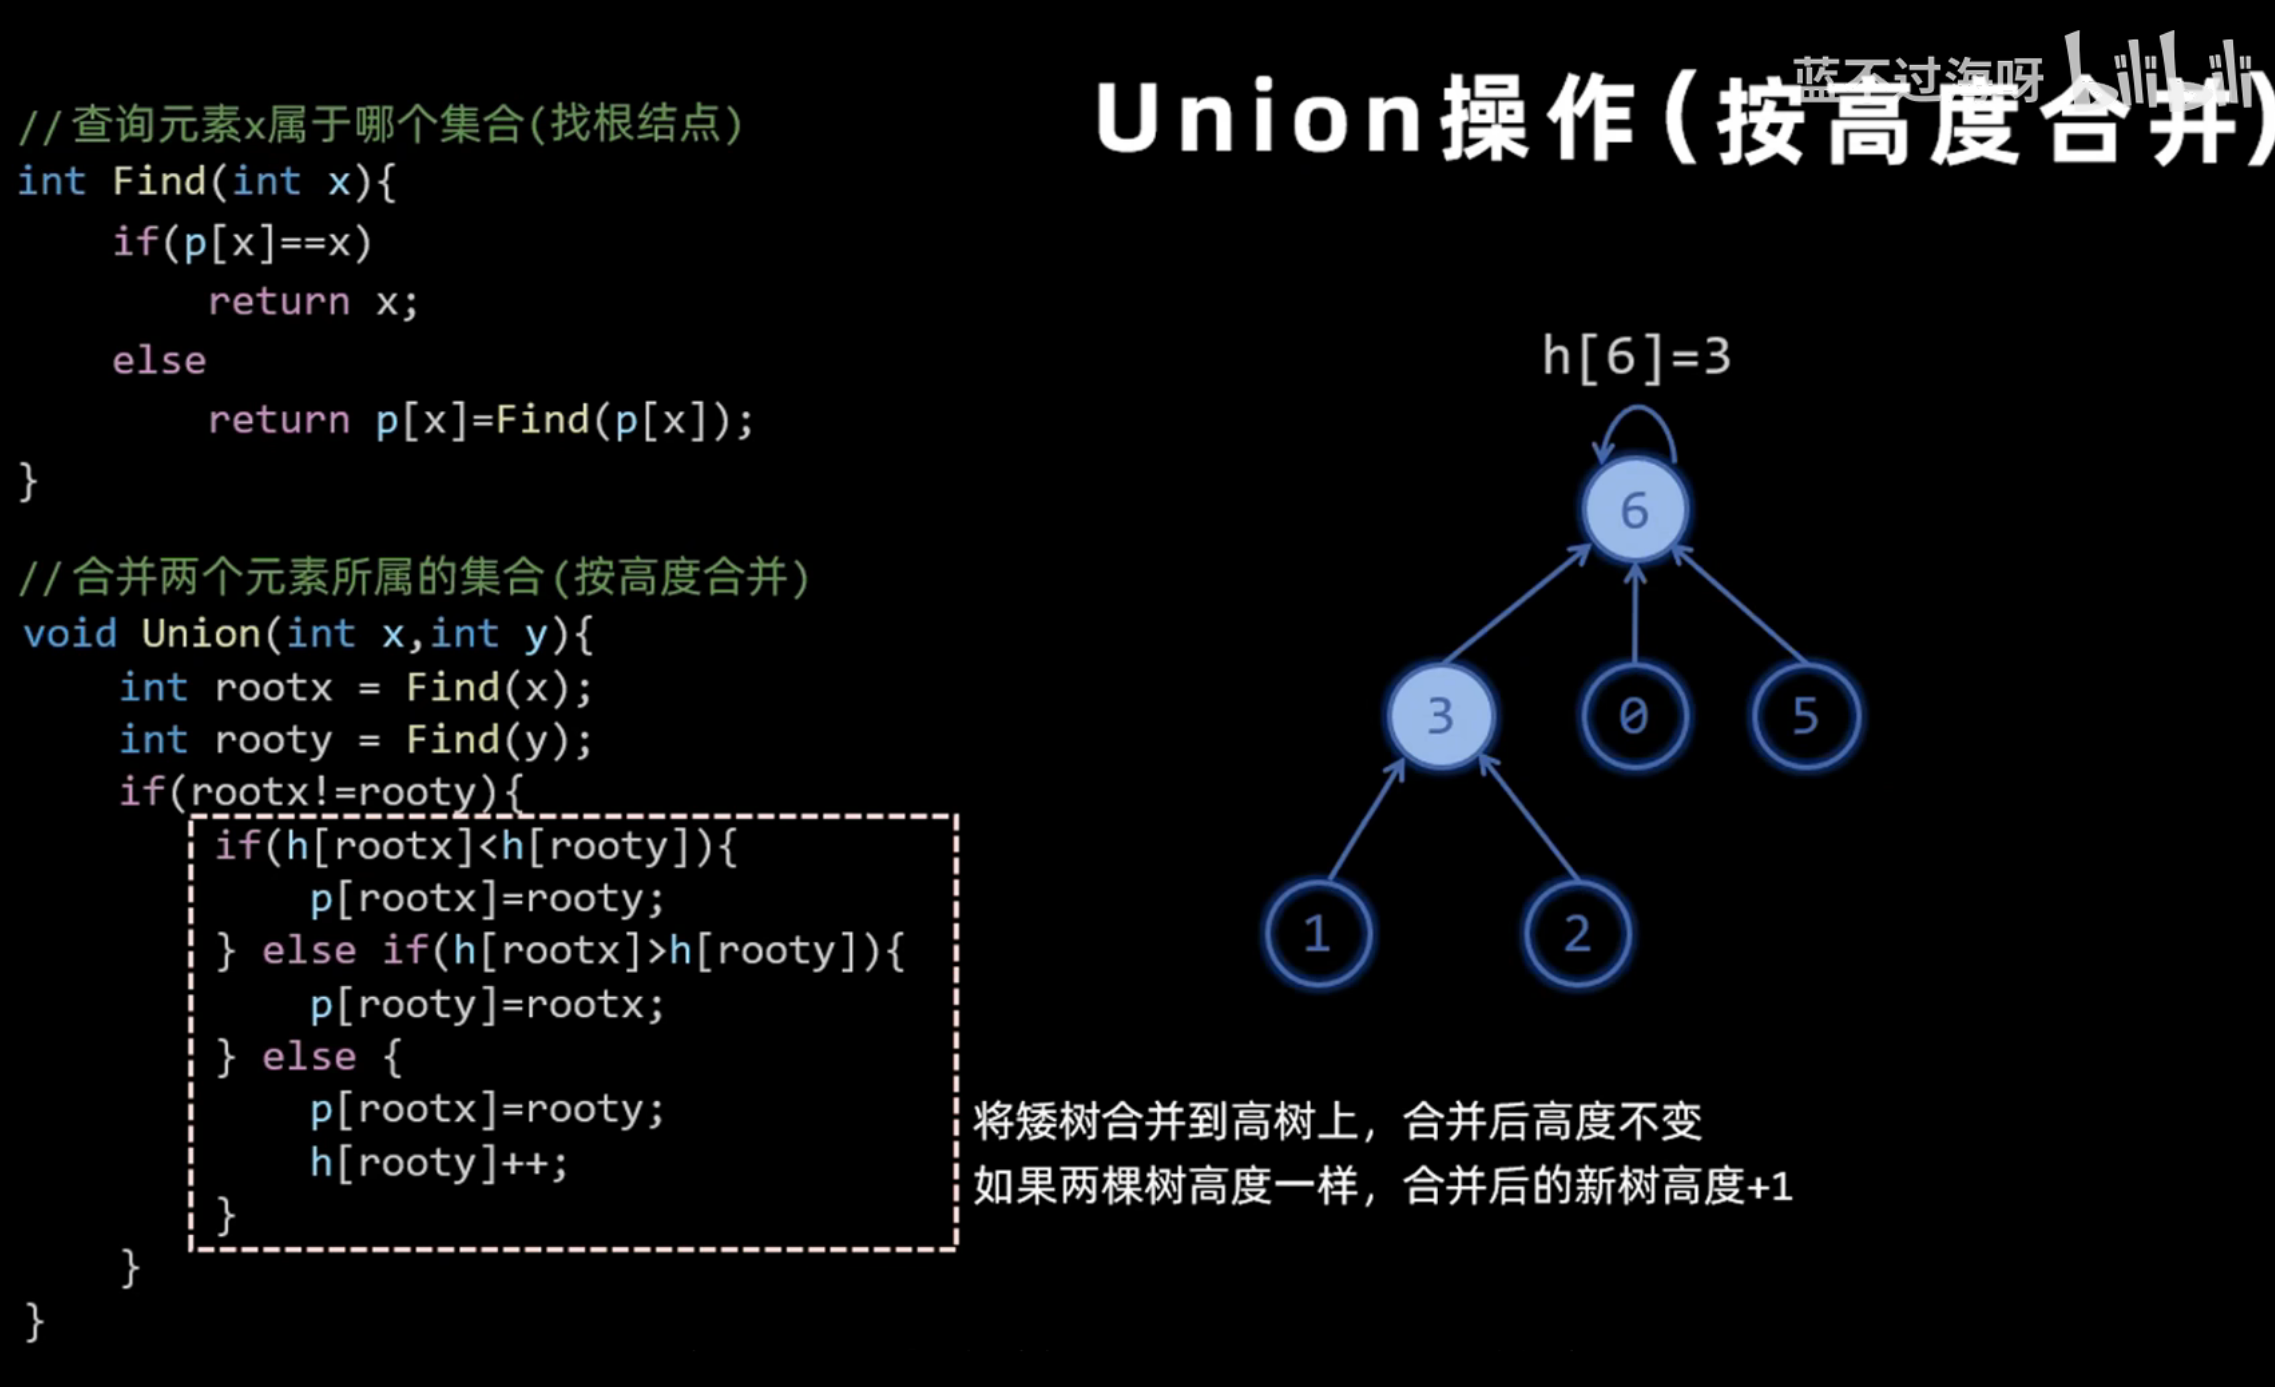 蓝不过海呀 bilibili
Union操作(按高度合并)
//查询元素x属于哪个集合(找根结点)
int Find(int x){
    if(p[x]==x)
        return x;
    else
        return p[x]=Find(p[x]);
}
//合并两个元素所属的集合(按高度合并)
void Union(int x,int y){
    int rootx = Find(x);
    int rooty = Find(y);
    if(rootx!=rooty){
        if(h[rootx]<h[rooty]){
            p[rootx]=rooty;
        } else if(h[rootx]>h[rooty]){
            p[rooty]=rootx;
        } else {
            p[rootx]=rooty;
            h[rooty]++;
        }
    }
}
h[6]=3
6
3 0 5
1 2
将矮树合并到高树上，合并后高度不变
如果两棵树高度一样，合并后的新树高度+1